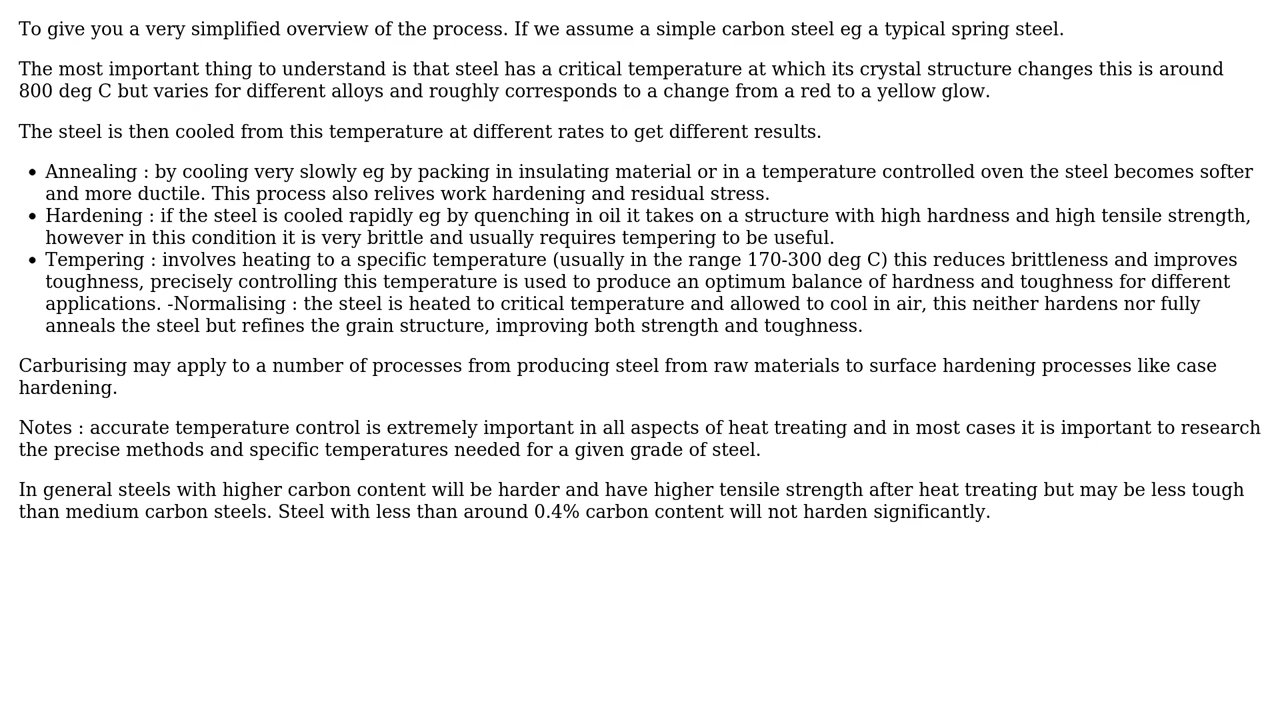 To give you a very simplified overview of the process. If we assume a simple carbon steel eg a typical spring steel.
The most important thing to understand is that steel has a critical temperature at which its crystal structure changes this is around
800 deg C but varies for different alloys and roughly corresponds to a change from a red to a yellow glow.
The steel is then cooled from this temperature at different rates to get different results.
• Annealing : by cooling very slowly eg by packing in insulating material or in a temperature controlled oven the steel becomes softer
and more ductile. This process also relives work hardening and residual stress.
• Hardening : if the steel is cooled rapidly eg by quenching in oil it takes on a structure with high hardness and high tensile strength,
however in this condition it is very brittle and usually requires tempering to be useful.
• Tempering : involves heating to a specific temperature (usually in the range 170-300 deg C) this reduces brittleness and improves
toughness, precisely controlling this temperature is used to produce an optimum balance of hardness and toughness for different
applications. -Normalising : the steel is heated to critical temperature and allowed to cool in air, this neither hardens nor fully
anneals the steel but refines the grain structure, improving both strength and toughness.
Carburising may apply to a number of processes from producing steel from raw materials to surface hardening processes like case
hardening.
Notes : accurate temperature control is extremely important in all aspects of heat treating and in most cases it is important to research
the precise methods and specific temperatures needed for a given grade of steel.
In general steels with higher carbon content will be harder and have higher tensile strength after heat treating but may be less tough
than medium carbon steels. Steel with less than around 0.4% carbon content will not harden significantly.